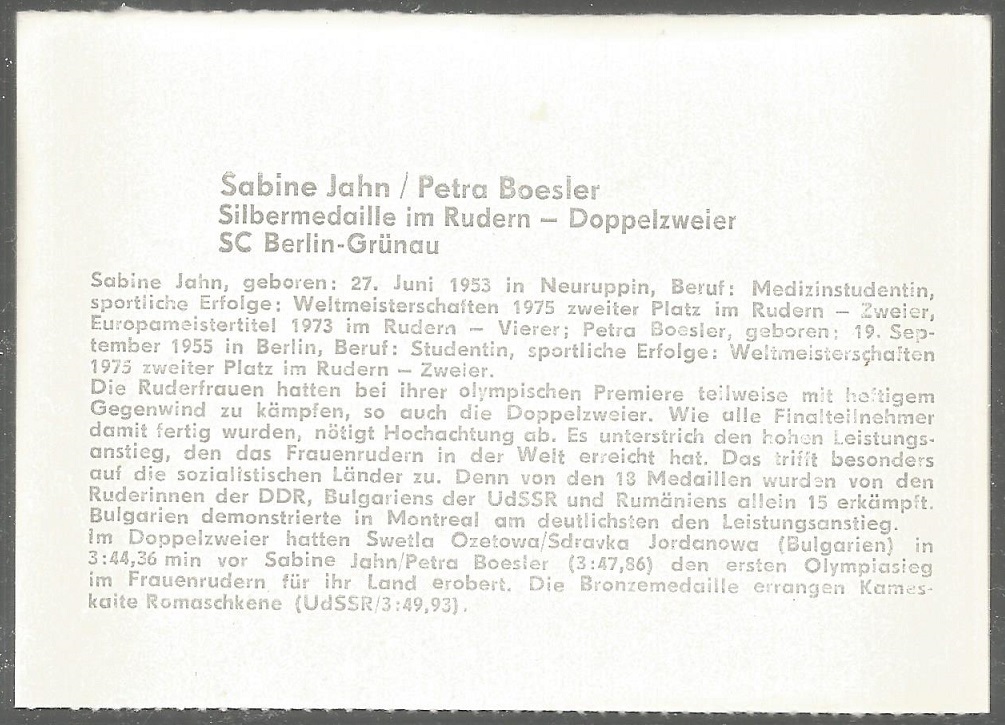 Sabine Jahn / Petra Boesler
Silbermedaille im Rudern – Doppelzweier
SC Berlin-Grünau
Sabine Jahn, geboren: 27. Juni 1953 in Neuruppin, Beruf: Medizinstudentin,
sportliche Erfolge: Weltmeisterschaften 1975 zweiter Platz im Rudern – Zweier,
Europameistertitel 1973 im Rudern – Vierer; Petra Boesler, geboren: 19. Sep-
tember 1955 in Berlin, Beruf: Studentin, sportliche Erfolge: Weltmeisterschaften
1975 zweiter Platz im Rudern – Zweier.
Die Ruderfrauen hatten bei ihrer olympischen Premiere teilweise mit heftigem
Gegenwind zu kämpfen, so auch die Doppelzweier. Wie alle Finalteilnehmer
damit fertig wurden, nötigt Hochachtung ab. Es unterstrich den hohen Leistungs-
anstieg, den das Frauenrudern in der Welt erreicht hat. Das trifft besonders
auf die sozialistischen Länder zu. Denn von den 18 Medaillen wurden von den
Ruderinnen der DDR, Bulgariens der UdSSR und Rumäniens allein 15 erkämpft.
Bulgarien demonstrierte in Montreal am deutlichsten den Leistungsanstieg.
Im Doppelzweier hatten Swetla Ozetowa/Sdravka Jordanowa (Bulgarien) in
3:44,36 min vor Sabine Jahn/Petra Boesler (3:47,86) den ersten Olympiasieg
im Frauenrudern für ihr Land erobert. Die Bronzemedaille errangen Kames-
kaite Romaschkene (UdSSR/3:49,93).